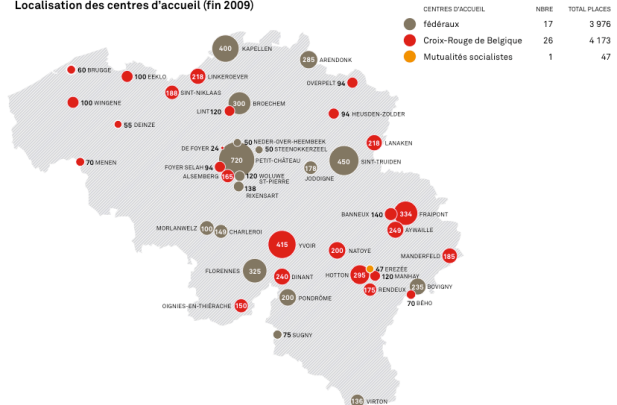 Localisation des centres d'accueil (fin 2009)
CENTRES D'ACCUEIL NBRE TOTAL PLACES
fédéraux 17 3 976
Croix-Rouge de Belgique 26 4 173
Mutualités socialistes 1 47
400 KAPELLEN
285 ARENDONK
60 BRUGGE
100 EEKLO
218 LINKEROEVER
OVERPELT 94
188 SINT-NIKLAAS
100 WINGENE
300 BROECHEM
LINT 120
94 HEUSDEN-ZOLDER
55 DEINZE
218 LANAKEN
50 NEDER-OVER-HEEMBEEK
DE FOYER 24
50 STEENOKKERZEEL
70 MENEN
720 PETIT-CHÂTEAU
450 SINT-TRUIDEN
FOYER SELAH 94
178 JODOIGNE
ALSEMBERG 165
120 WOLUWE
ST-PIERRE
138
RIXENSART
BANNEUX 140
334 FRAIPONT
MORLANWELZ 100
149 CHARLEROI
249 AYWAILLE
415 YVOIR
200 NATOYE
MANDERFELD 185
FLORENNES 325
240 DINANT
47 EREZÉE
HOTTON 295
120 MANHAY
175 RENDEUX
235 BOVIGNY
70 BÊHO
200 PONDRÔME
OIGNIES-EN-THIÉRACHE 150
75 SUGNY
136 VIRTON